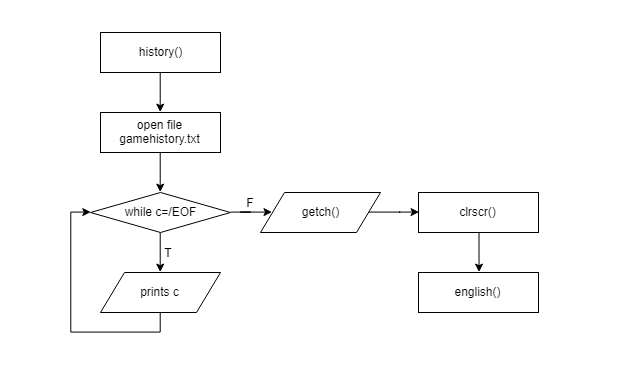 history()
open file
gamehistory.txt
while c=/EOF
F
getch()
clrscr()
T
prints c
english()